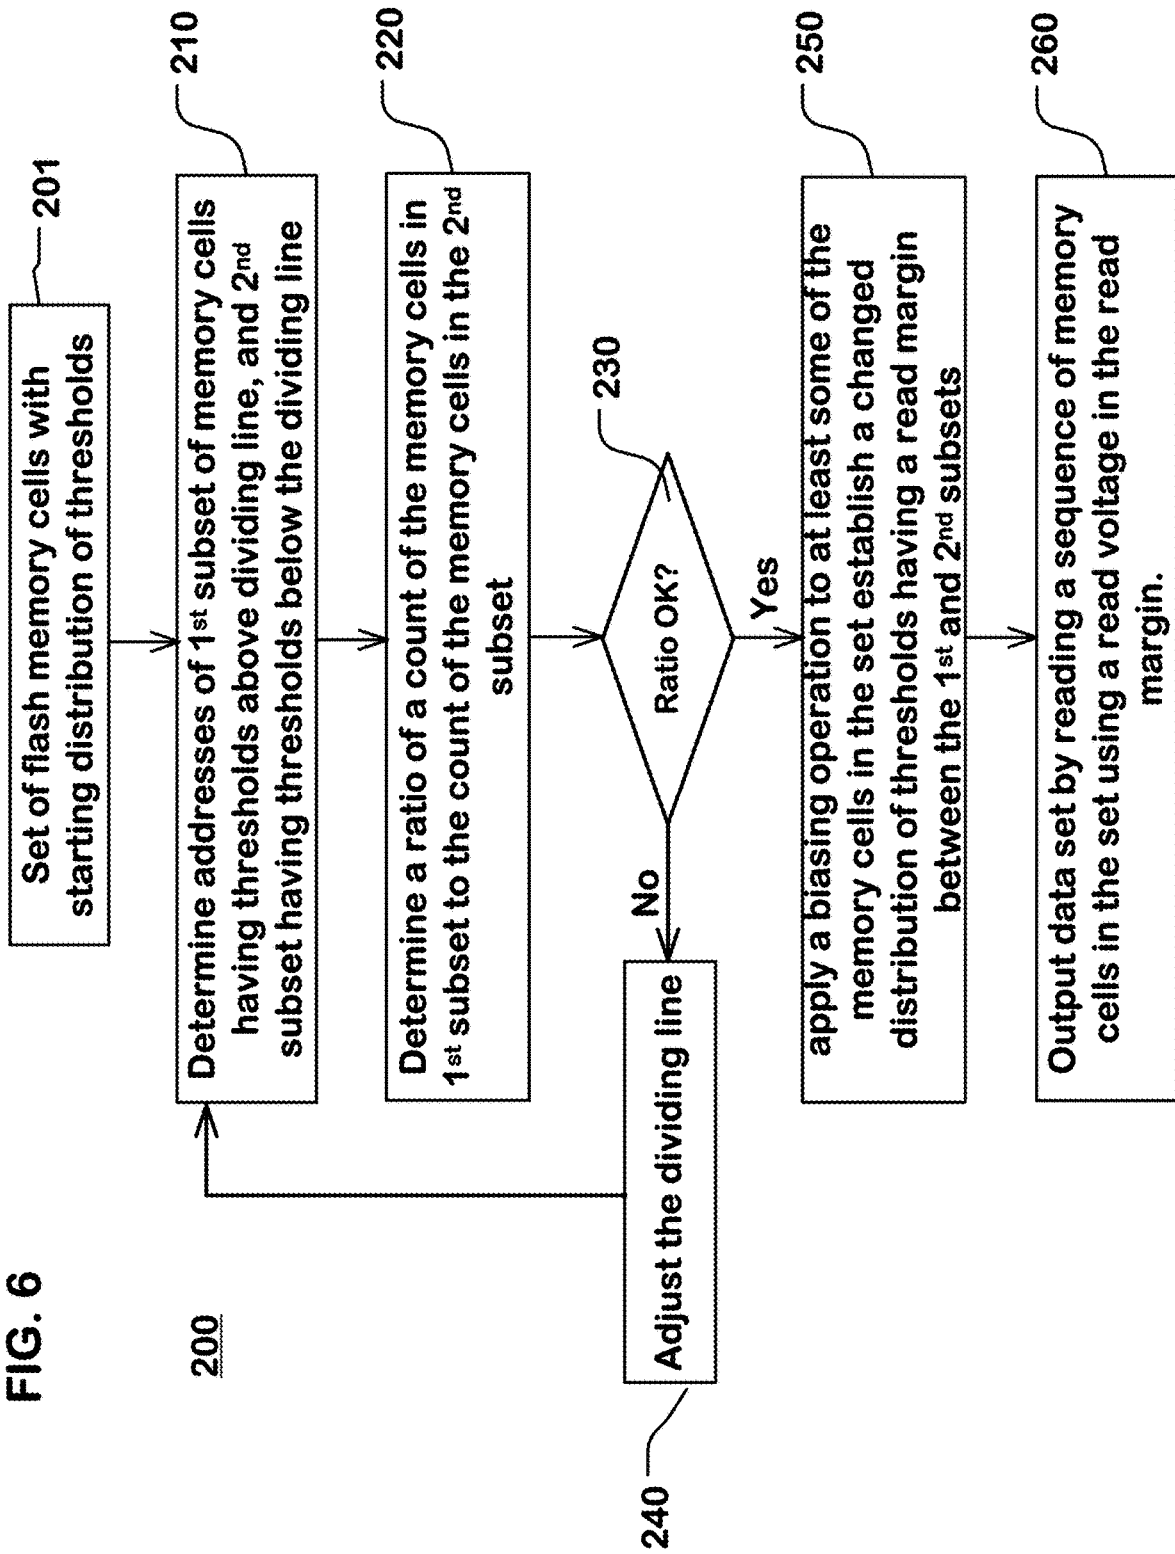 FIG. 6
200
201
Set of flash memory cells with
starting distribution of thresholds
210
Determine addresses of 1st subset of memory cells
having thresholds above dividing line, and 2nd
subset having thresholds below the dividing line
220
Determine a ratio of a count of the memory cells in
1st subset to the count of the memory cells in the 2nd
subset
230
Ratio OK?
No
Yes
240
Adjust the dividing line
250
apply a biasing operation to at least some of the
memory cells in the set establish a changed
distribution of thresholds having a read margin
between the 1st and 2nd subsets
260
Output data set by reading a sequence of memory
cells in the set using a read voltage in the read
margin.